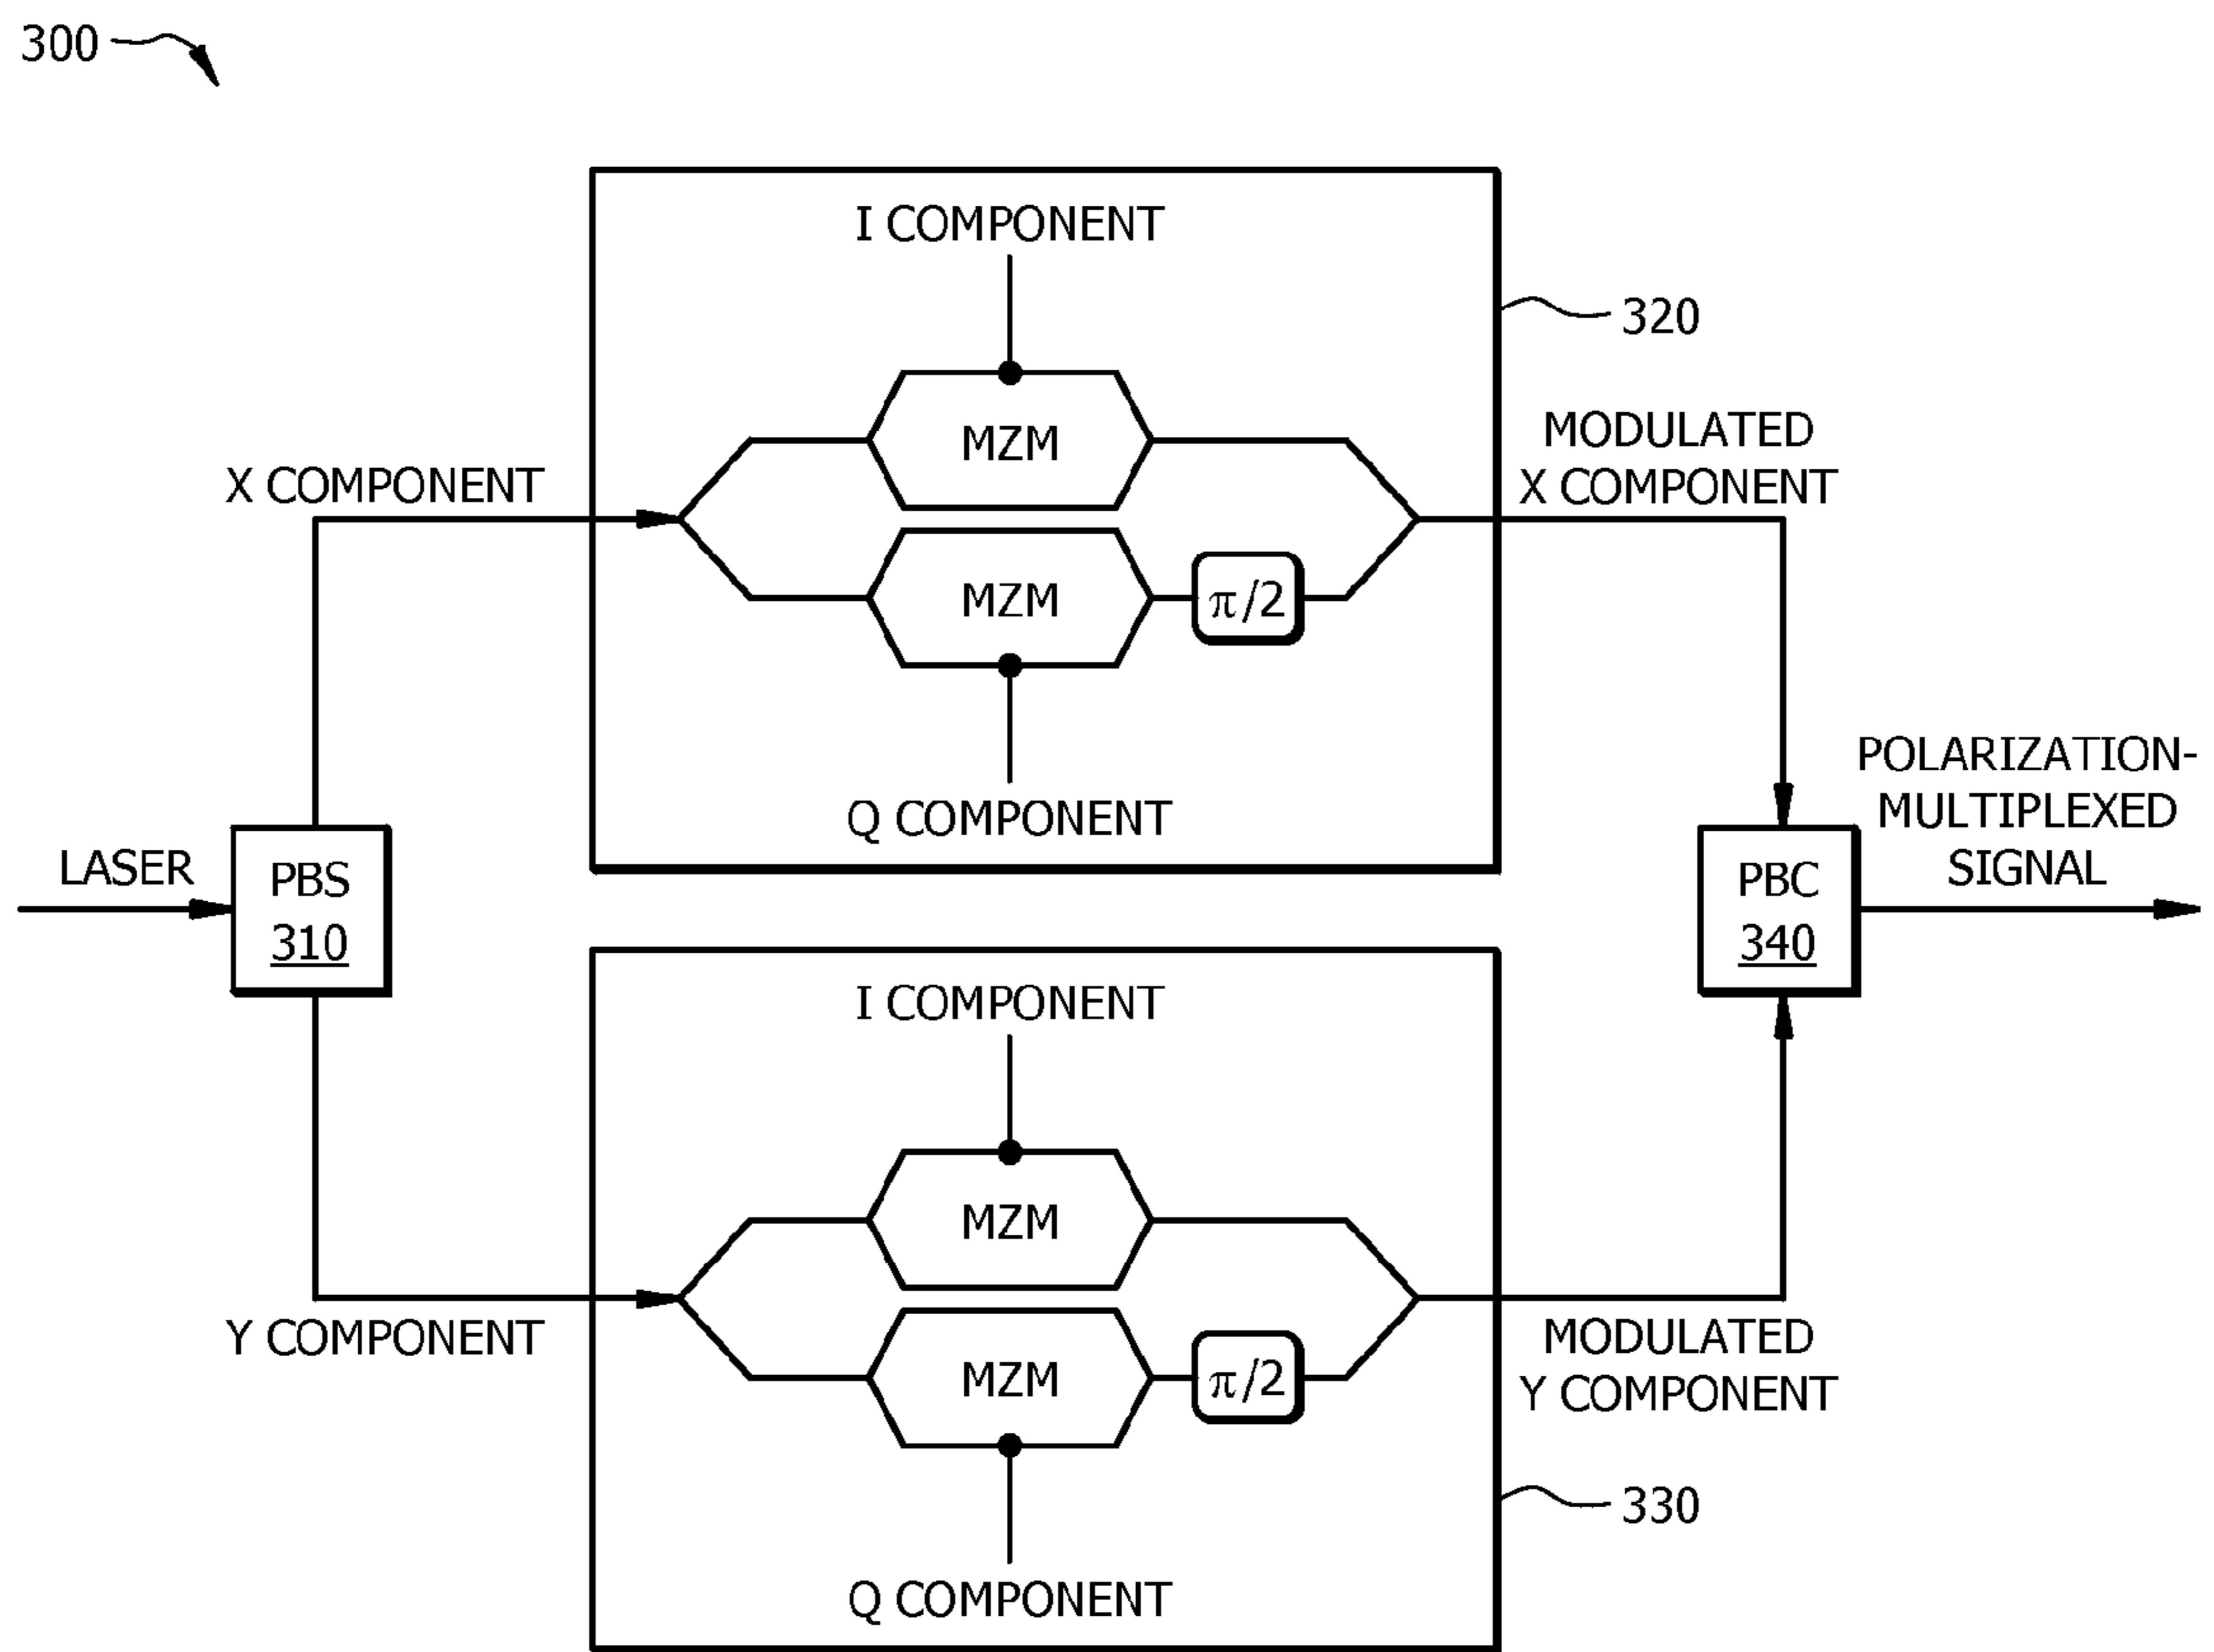 300
I COMPONENT
320
MZM
MODULATED
X COMPONENT
X COMPONENT
MZM
π/2
Q COMPONENT
POLARIZATION-
MULTIPLEXED
SIGNAL
LASER
PBS
310
PBC
340
I COMPONENT
MZM
Y COMPONENT
MODULATED
Y COMPONENT
MZM
π/2
330
Q COMPONENT